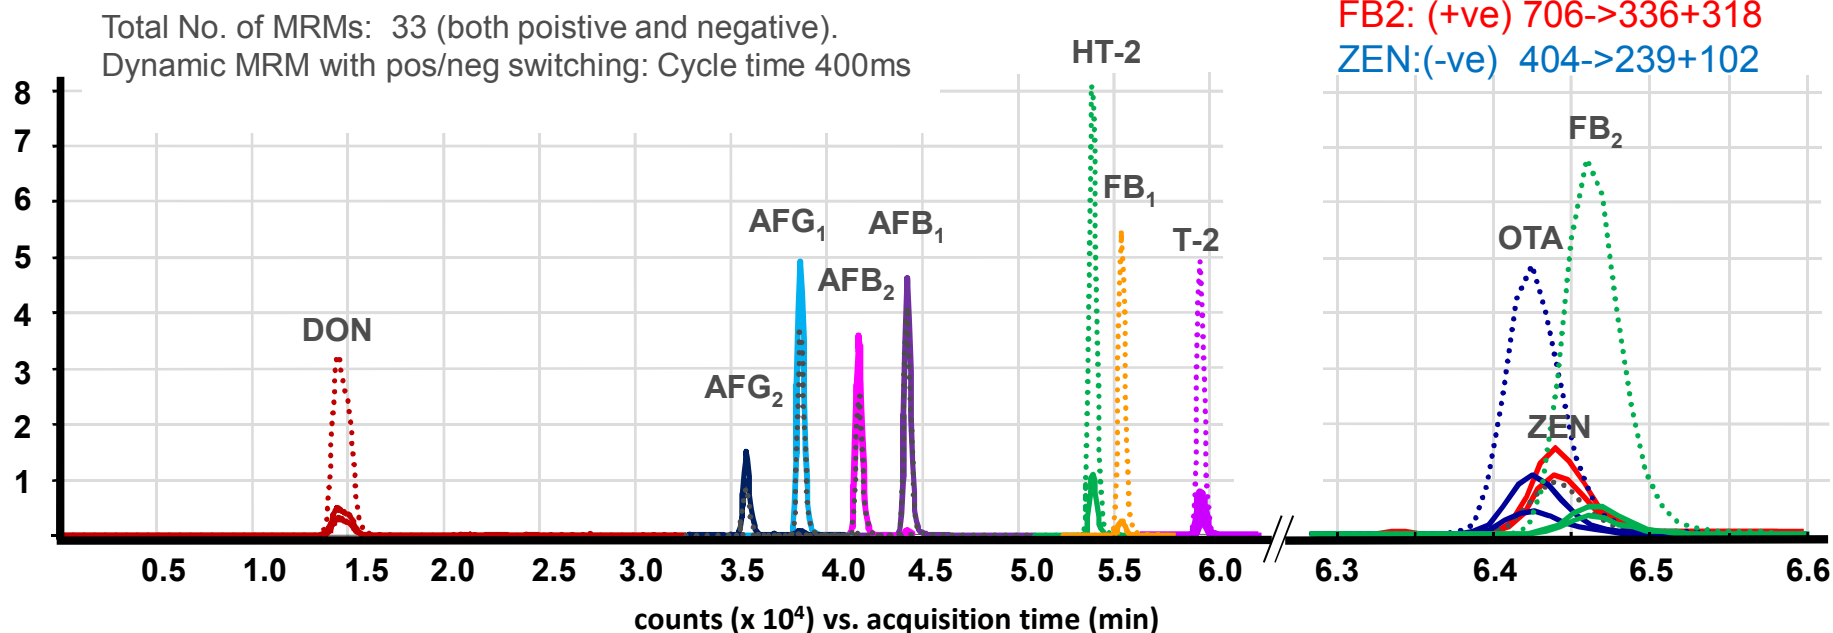 Total No. of MRMs:  33 (both poistive and negative).
Dynamic MRM with pos/neg switching: Cycle time 400ms
FB2: (+ve) 706->336+318
ZEN:(-ve)  404->239+102
HT-2
FB1
T-2
AFG1
AFB1
AFB2
AFG2
DON
FB2
OTA
ZEN
8
7
6
5
4
3
2
1
0.5 1.0 1.5 2.0 2.5 3.0 3.5 4.0 4.5 5.0 5.5 6.0 6.3 6.4 6.5 6.6
counts (x 10⁴) vs. acquisition time (min)